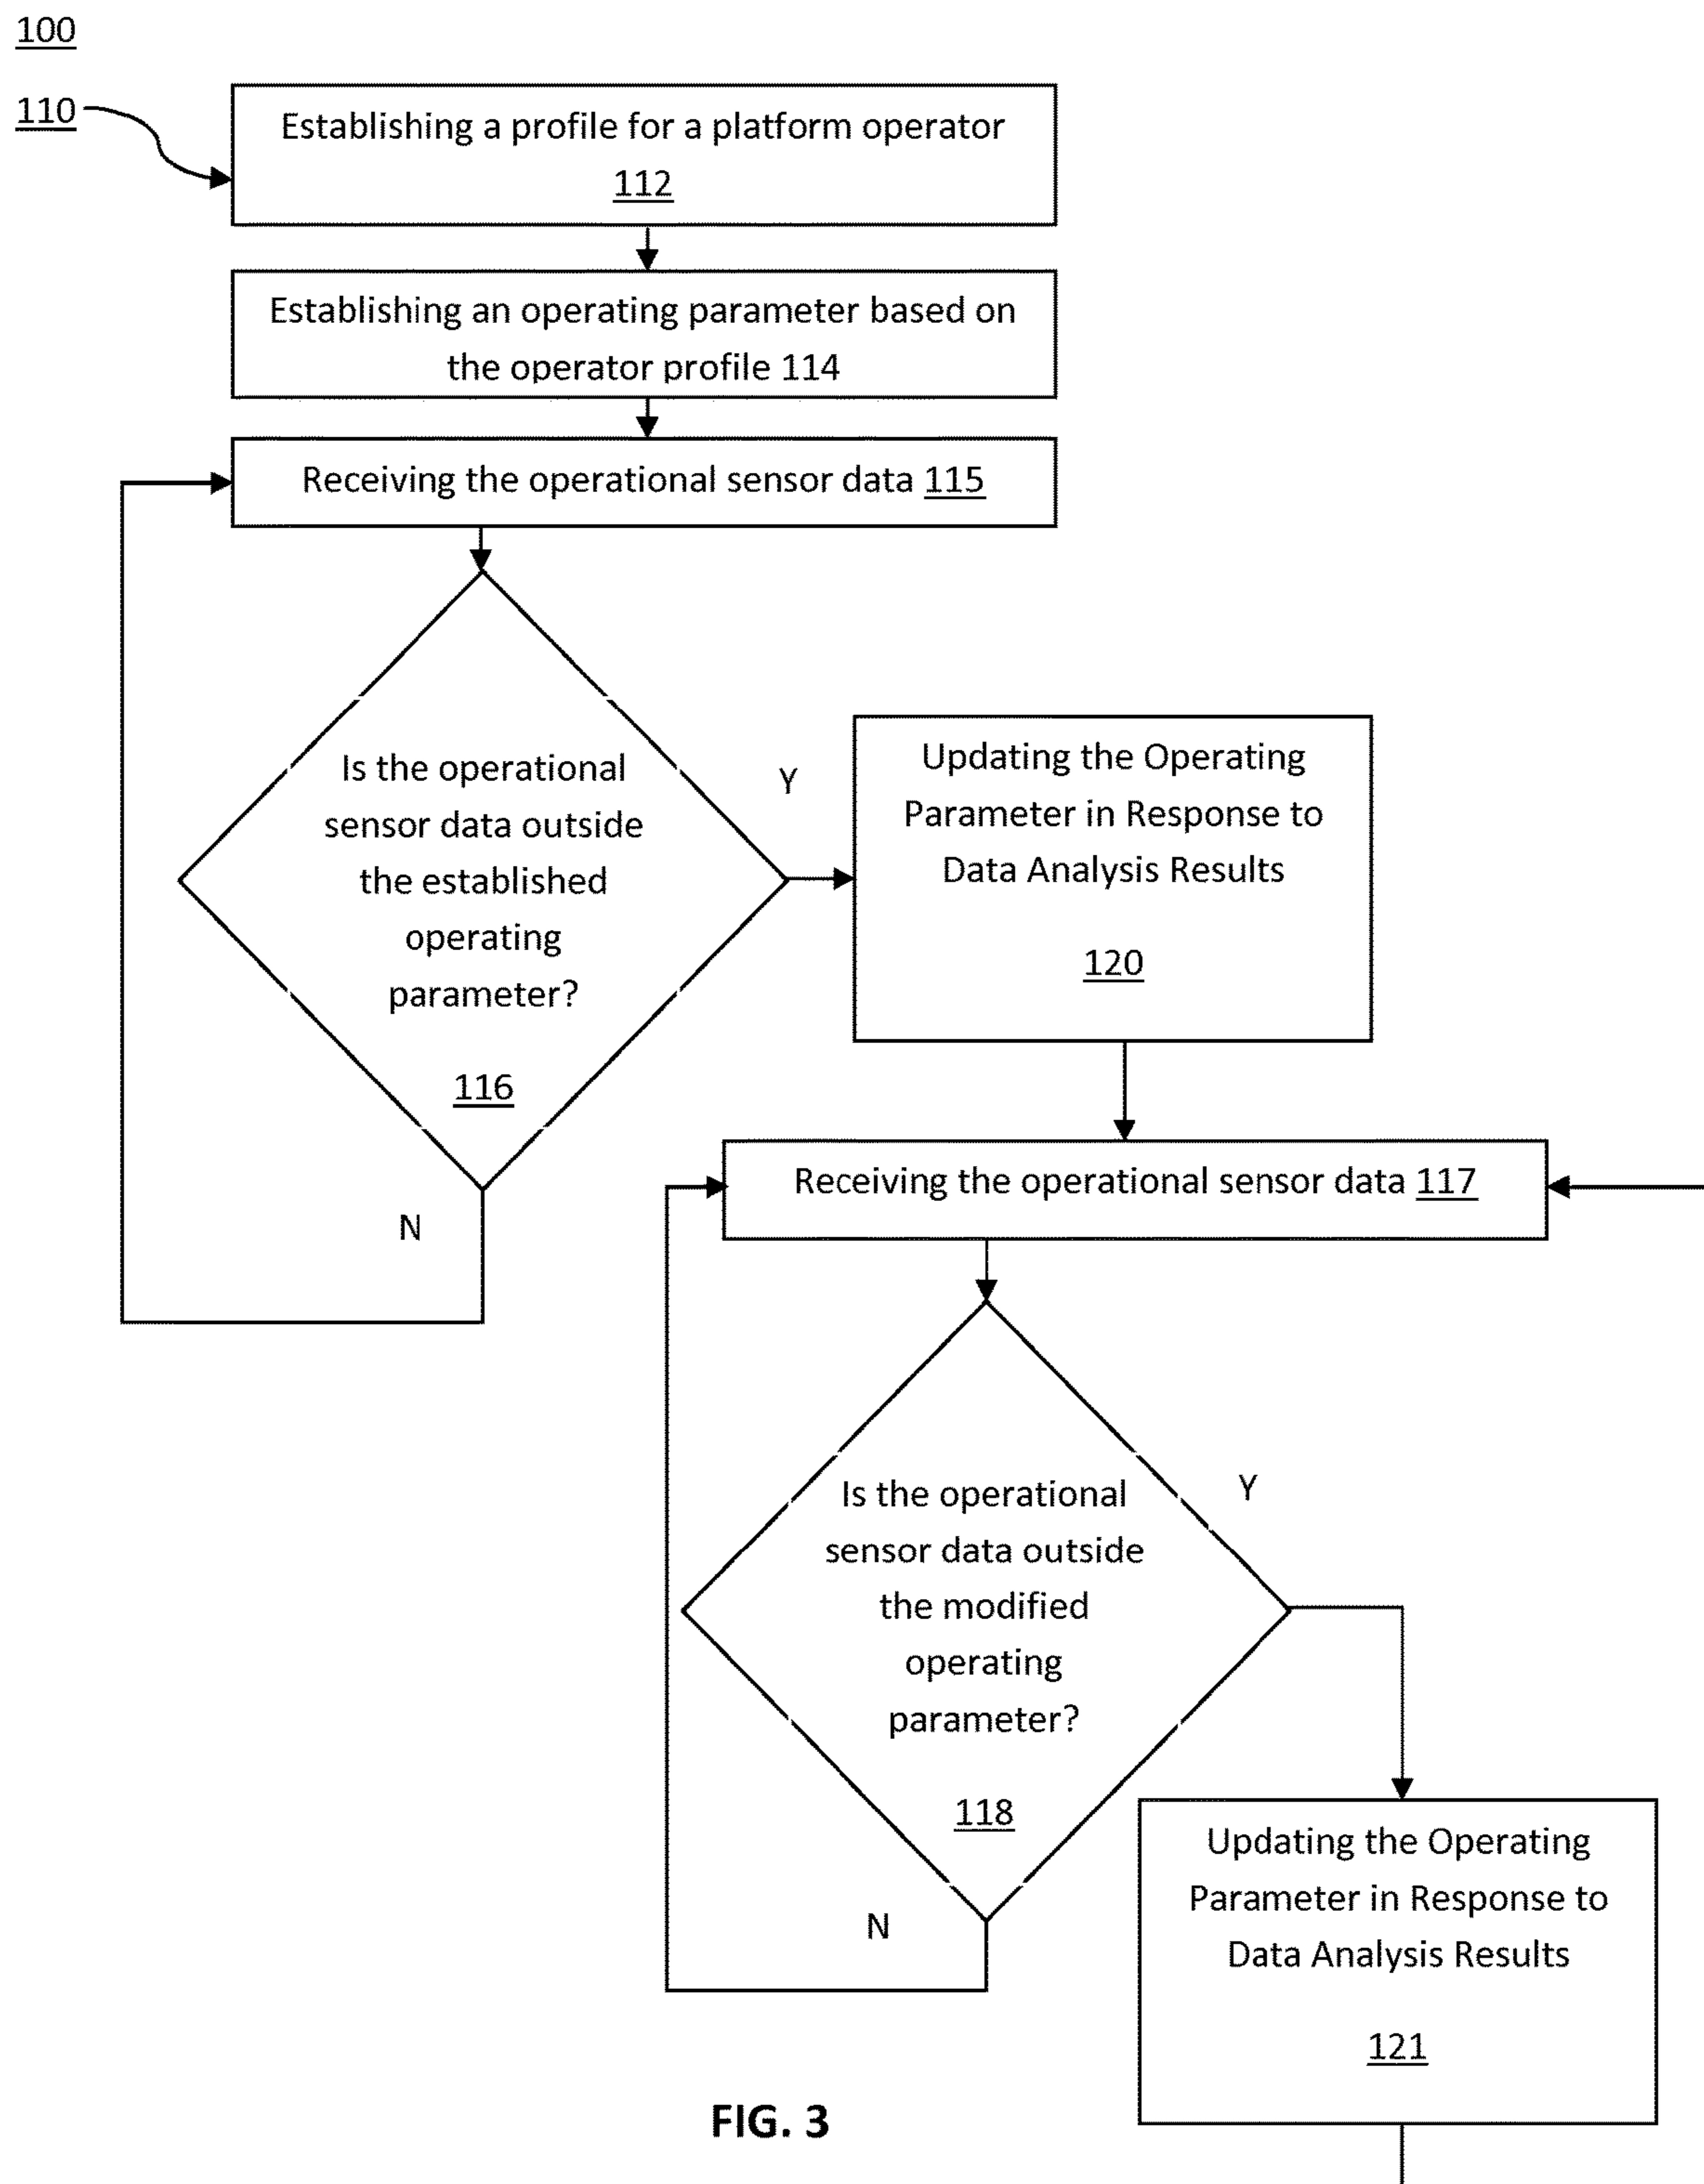 100
110
Establishing a profile for a platform operator
112
Establishing an operating parameter based on
the operator profile 114
Receiving the operational sensor data 115
Is the operational
sensor data outside
the established
operating
parameter?
116
Y
N
Updating the Operating
Parameter in Response to
Data Analysis Results
120
Receiving the operational sensor data 117
Is the operational
sensor data outside
the modified
operating
parameter?
118
Y
N
Updating the Operating
Parameter in Response to
Data Analysis Results
121
FIG. 3